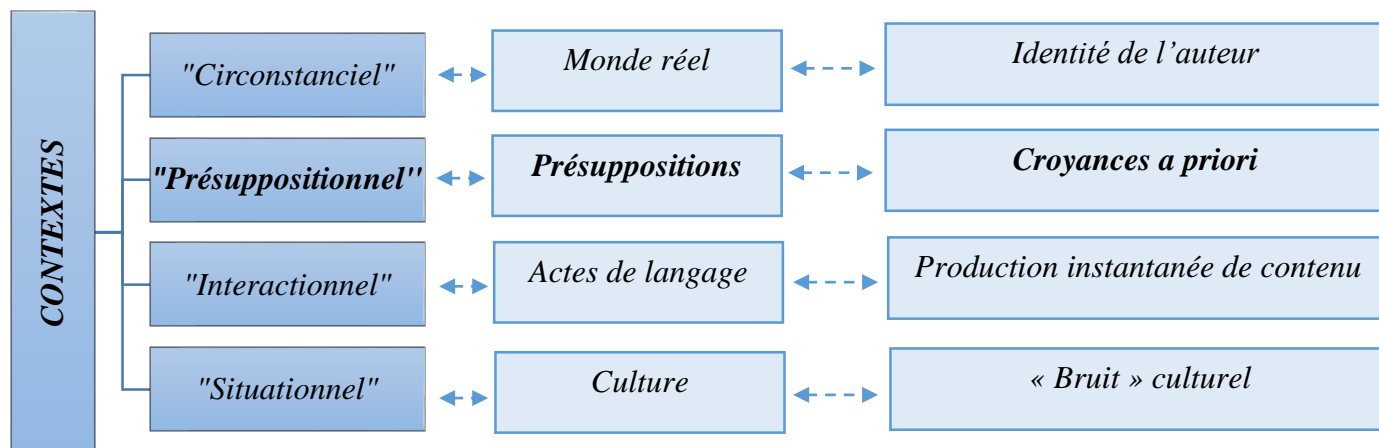 CONTEXTES
"Circonstanciel"
Monde réel
Identité de l’auteur
"Présuppositionnel''
Présuppositions
Croyances a priori
"Interactionnel"
Actes de langage
Production instantanée de contenu
"Situationnel"
Culture
« Bruit » culturel